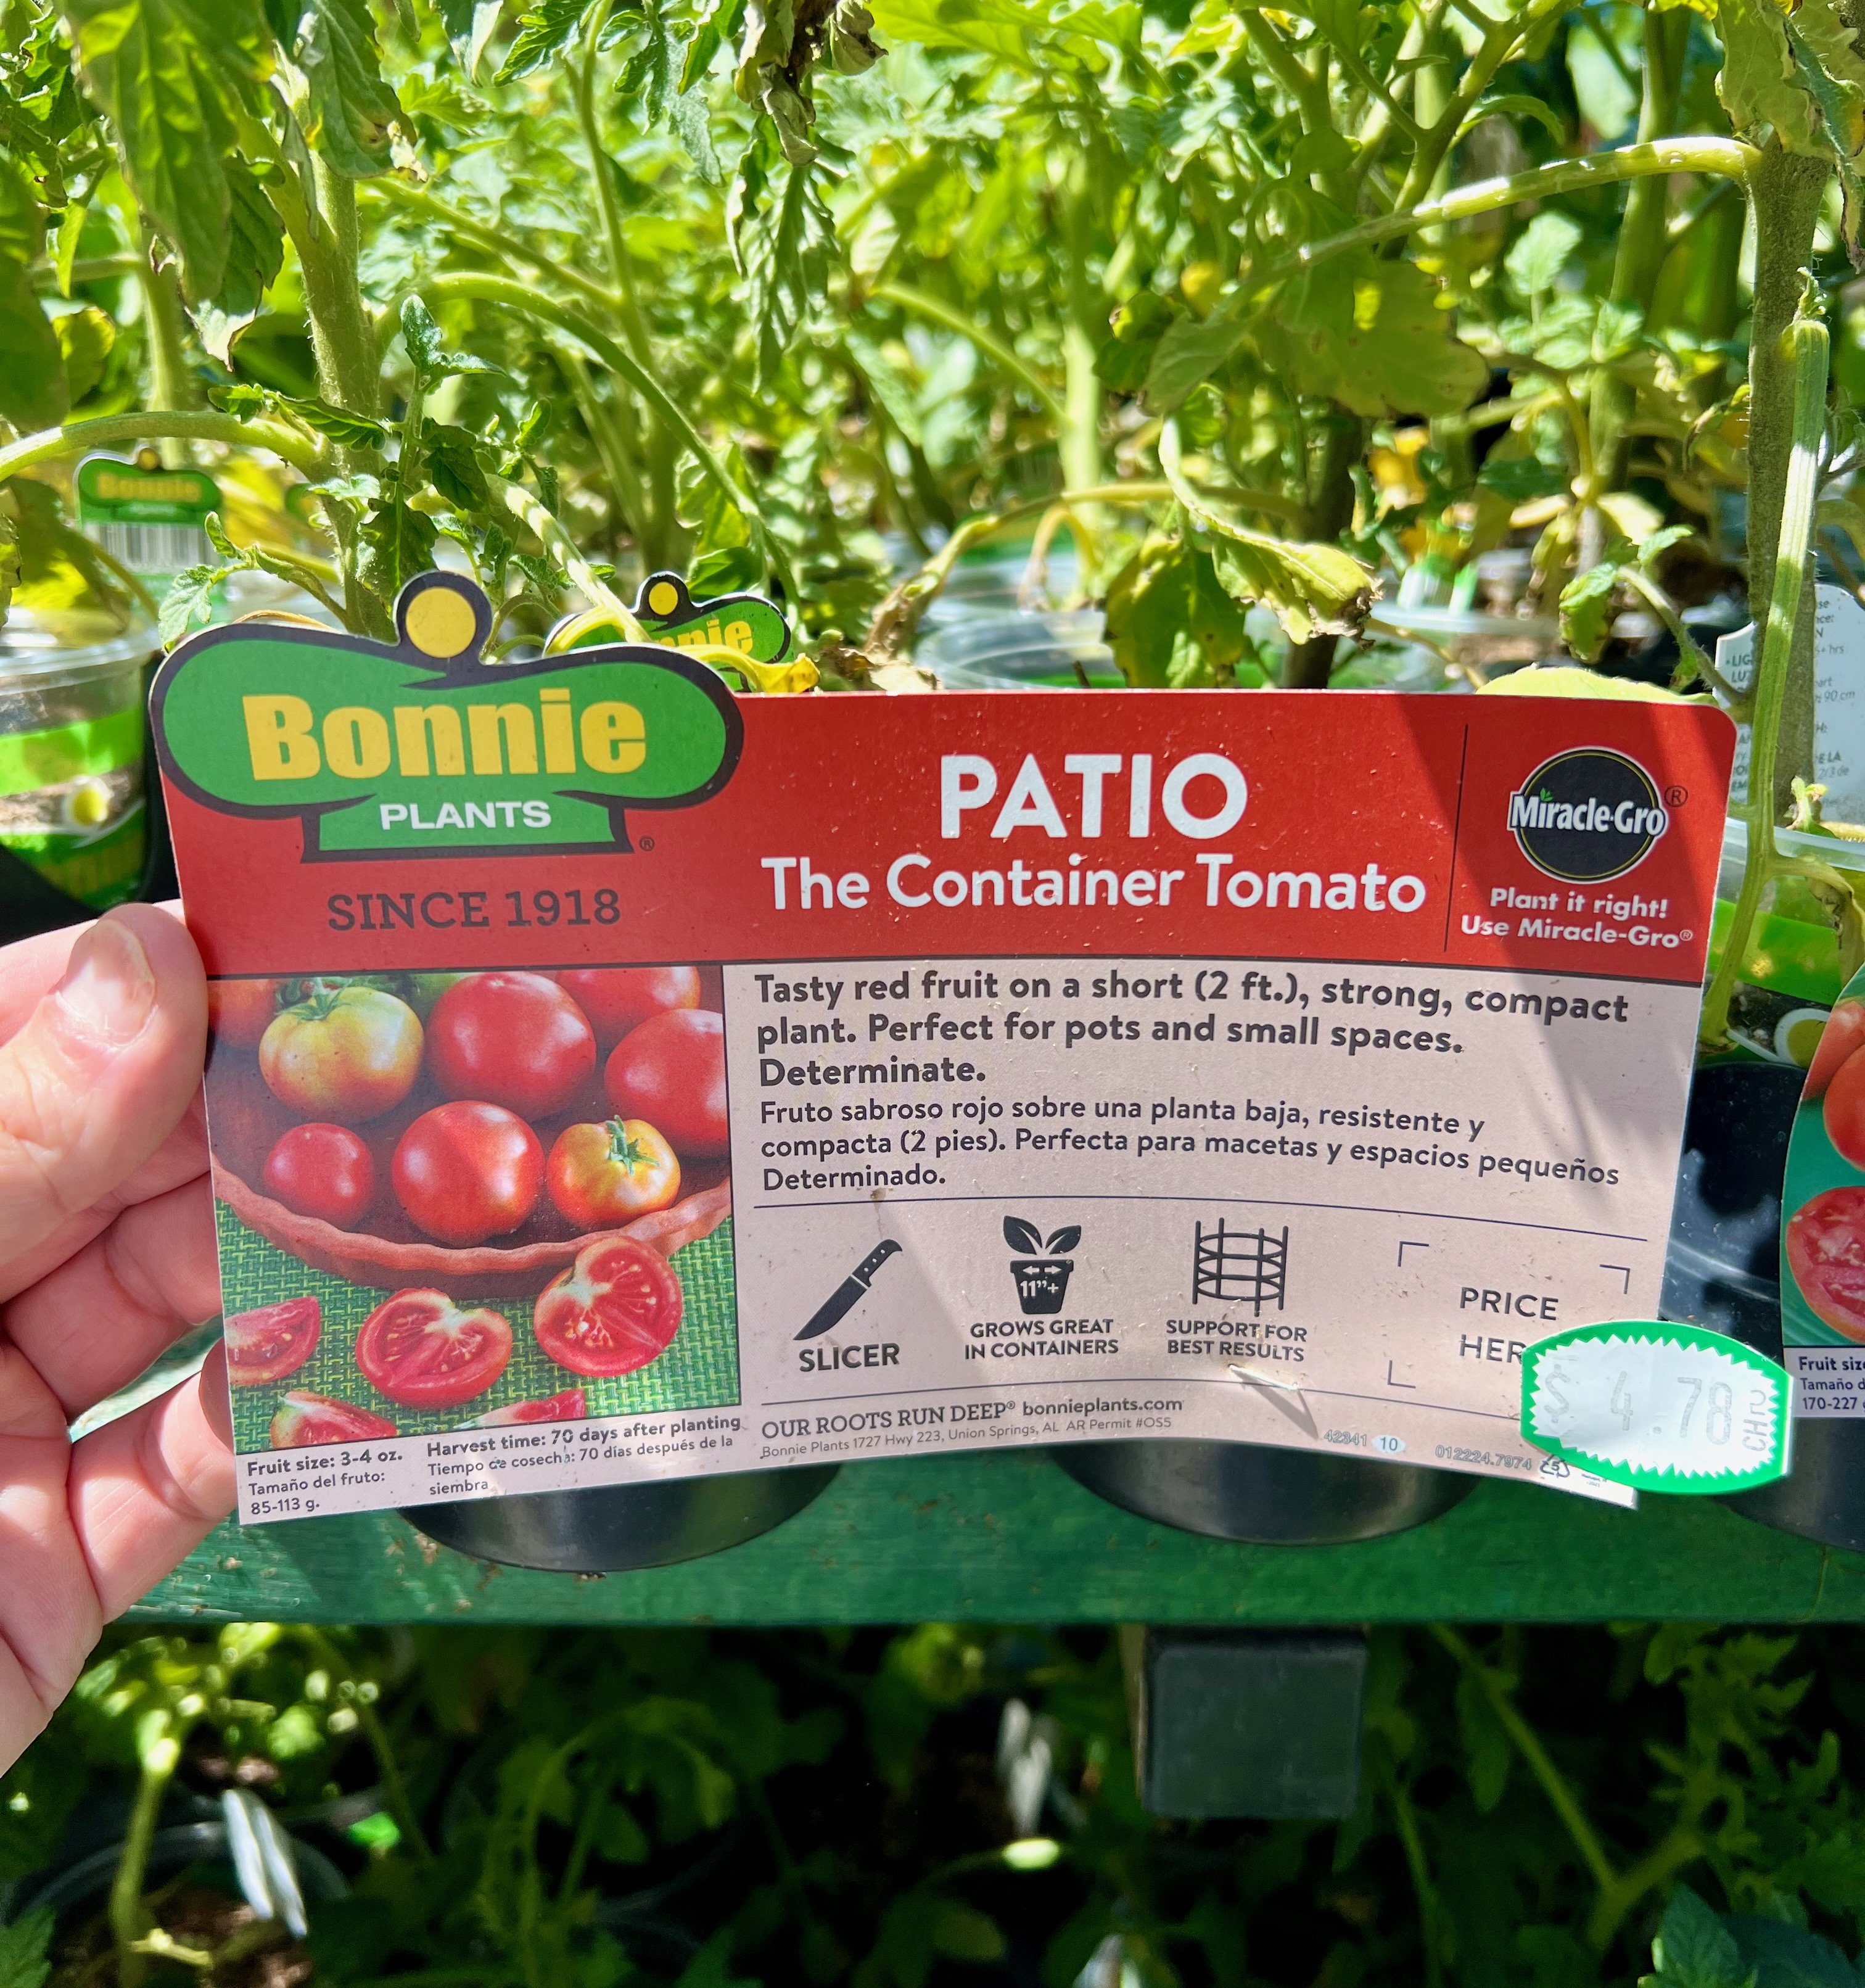 Bonnie
Bonnie
PLANTS
®
SINCE 1918
PATIO
The Container Tomato
Miracle-Gro®
Plant it right!
Use Miracle-Gro®
Tasty red fruit on a short (2 ft.), strong, compact
plant. Perfect for pots and small spaces.
Determinate.
Fruto sabroso rojo sobre una planta baja, resistente y
compacta (2 pies). Perfecta para macetas y espacios pequeños
Determinado.
11"+
SLICER
GROWS GREAT
IN CONTAINERS
SUPPORT FOR
BEST RESULTS
PRICE
$ 4.78
Fruit size: 3-4 oz.
Tamaño del fruto:
85-113 g.
Harvest time: 70 days after planting
Tiempo de cosecha: 70 días después de la
siembra
OUR ROOTS RUN DEEP® bonnieplants.com
Bonnie Plants 1727 Hwy 223, Union Springs, AL AR Permit #OS5
42341 10
012224.7974
5
Tamaño
170-227